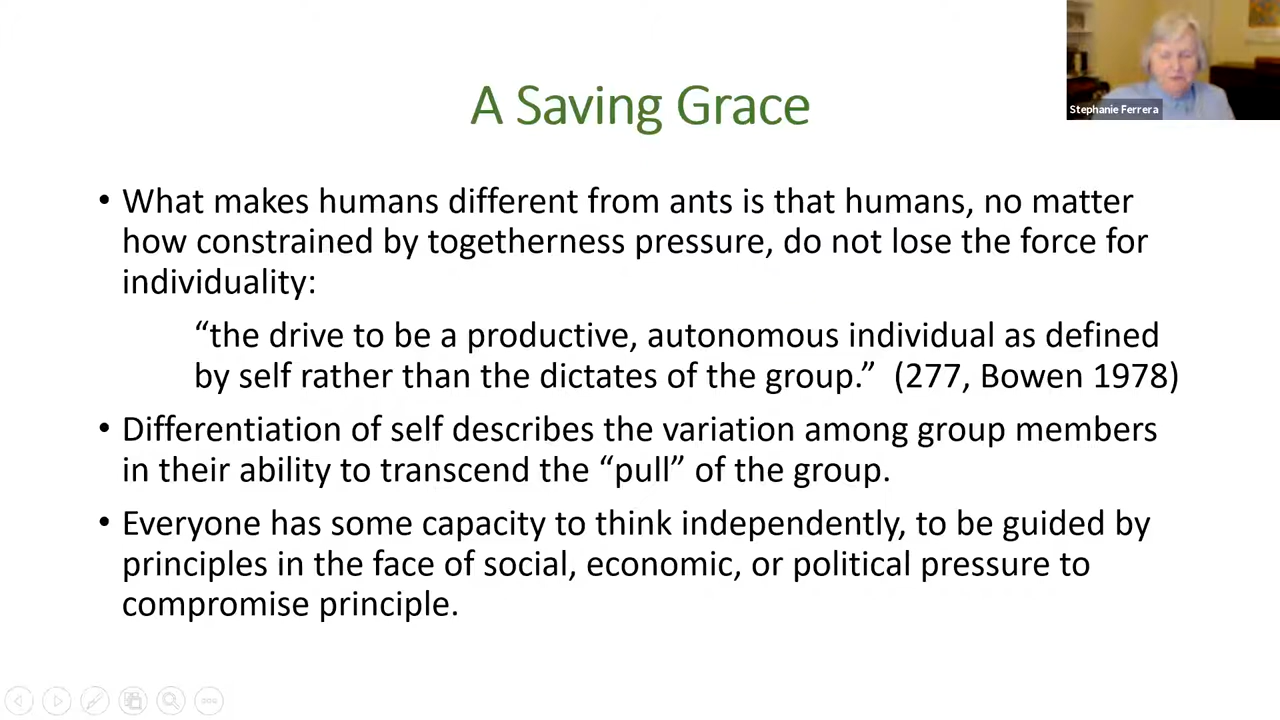 Stephanie Ferrera
A Saving Grace
• What makes humans different from ants is that humans, no matter
how constrained by togetherness pressure, do not lose the force for
individuality:
“the drive to be a productive, autonomous individual as defined
by self rather than the dictates of the group.” (277, Bowen 1978)
• Differentiation of self describes the variation among group members
in their ability to transcend the “pull” of the group.
• Everyone has some capacity to think independently, to be guided by
principles in the face of social, economic, or political pressure to
compromise principle.